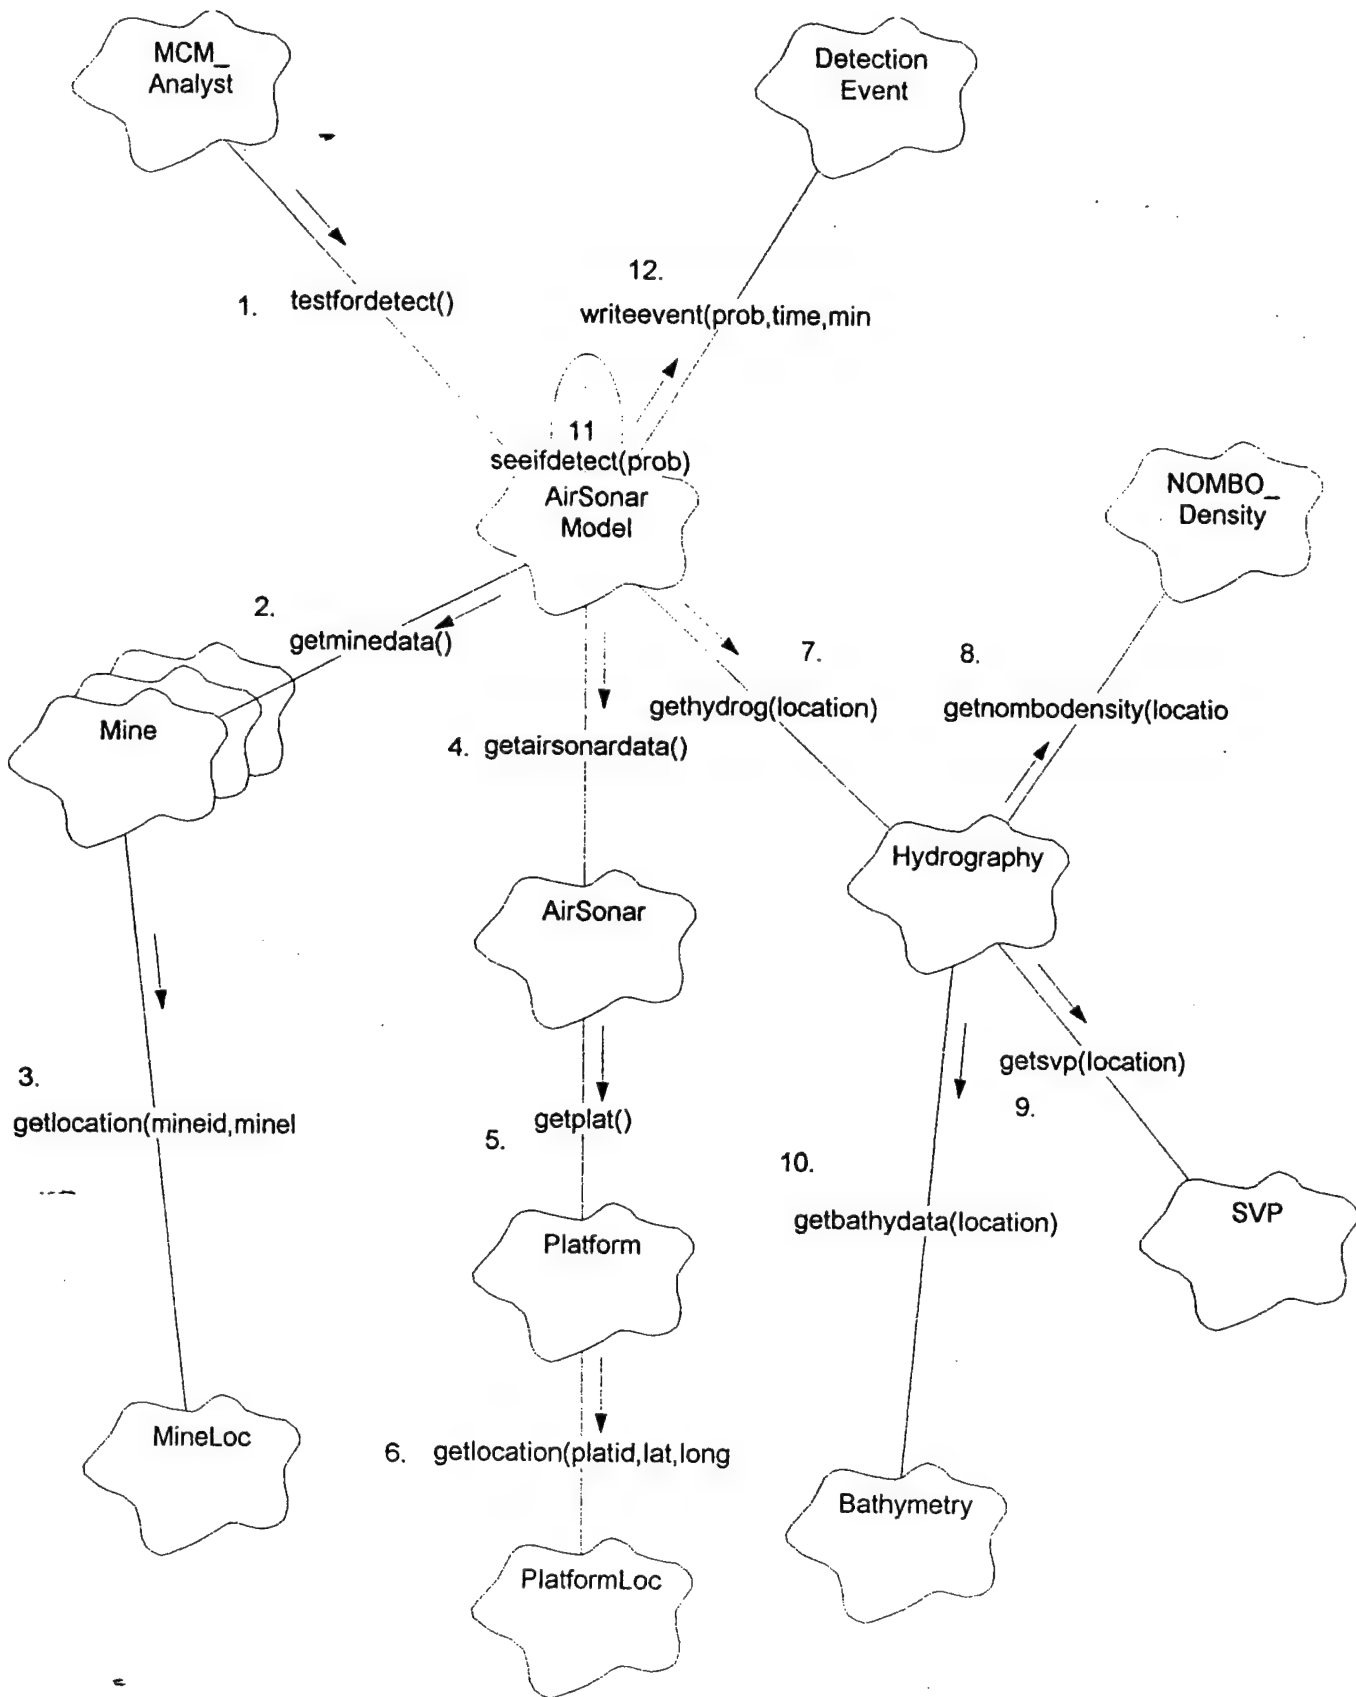 MCM_
Analyst
Detection
Event
1. testfordetect()
12.
writeevent(prob,time,min
11
seeifdetect(prob)
AirSonar
Model
NOMBO_
Density
2.
getminedata()
7.
gethydrog(location)
8.
getnombodensity(locatio
Mine
4. getairsonardata()
Hydrography
AirSonar
3.
getlocation(mineid,minel
5. getplat()
getsvp(location)
9.
10.
getbathydata(location)
SVP
Platform
MineLoc
6. getlocation(platid,lat,long
Bathymetry
PlatformLoc